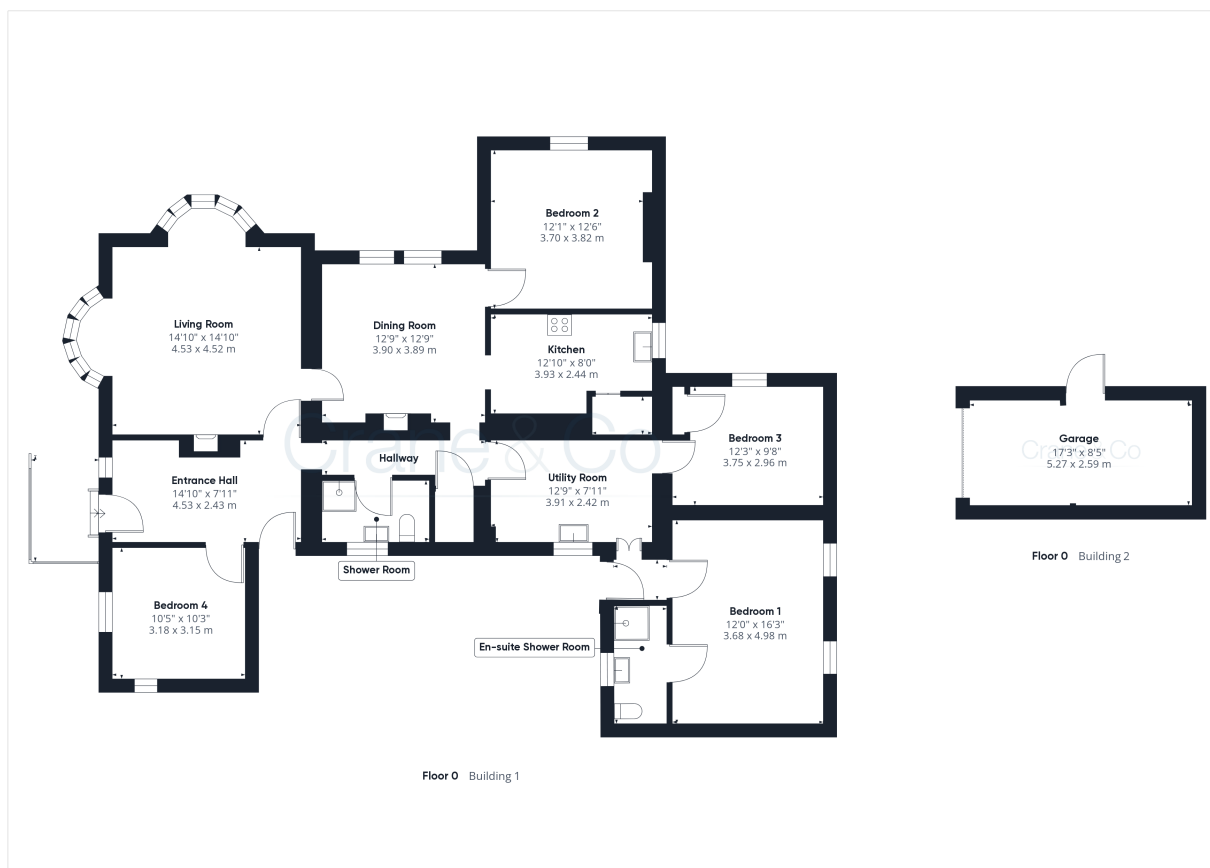 Bedroom 2
12'1" x 12'6"
3.70 x 3.82 m
Living Room
14'10" x 14'10"
4.53 x 4.52 m
Dining Room
12'9" x 12'9"
3.90 x 3.89 m
Kitchen
12'10" x 8'0"
3.93 x 2.44 m
Crane & Co
Bedroom 3
12'3" x 9'8"
3.75 x 2.96 m
Hallway
Entrance Hall
14'10" x 7'11"
4.53 x 2.43 m
Utility Room
12'9" x 7'11"
3.91 x 2.42 m
Shower Room
Bedroom 4
10'5" x 10'3"
3.18 x 3.15 m
Bedroom 1
12'0" x 16'3"
3.68 x 4.98 m
En-suite Shower Room
Floor 0 Building 1
Garage
Crane & Co
17'3" x 8'5"
5.27 x 2.59 m
Floor 0 Building 2